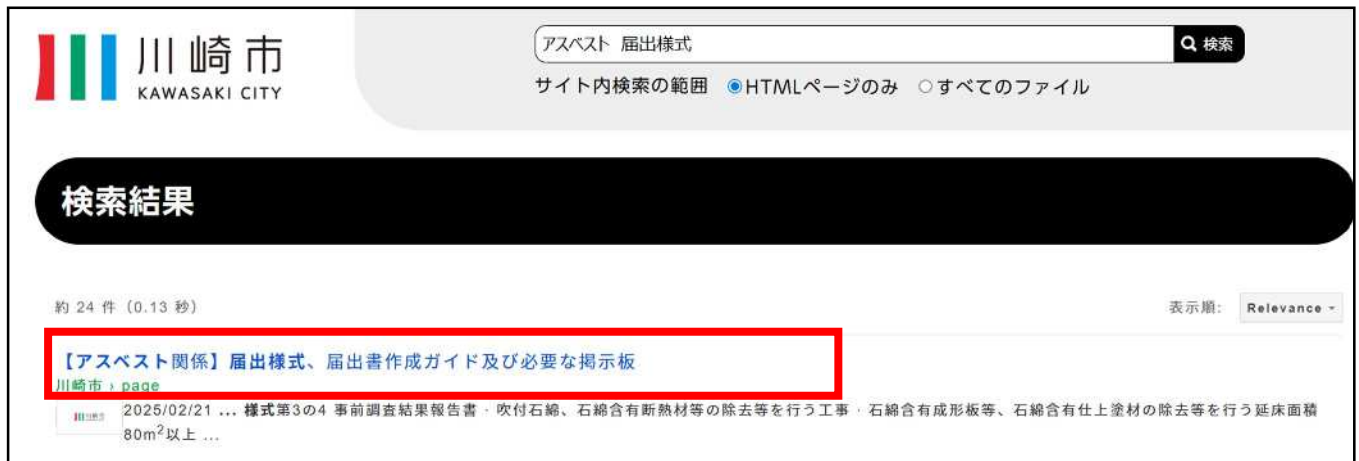 川崎市
KAWASAKI CITY
アスベスト 届出様式
検索
サイト内検索の範囲 HTMLページのみ すべてのファイル
検索結果
約 24 件 (0.13 秒)
表示順: Relevance
【アスベスト関係】届出様式、届出書作成ガイド及び必要な掲示板
川崎市 › page
2025/02/21 ... 様式第3の4 事前調査結果報告書 · 吹付石綿、石綿含有断熱材等の除去等を行う工事 · 石綿含有成形板等、石綿含有仕上塗材の除去等を行う延床面積
80m²以上 ...